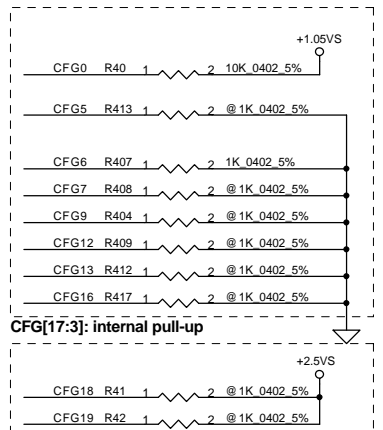 +1.05VS
CFG0 R40 1 2 10K_0402_5%
CFG5 R413 1 2 @1K_0402_5%
CFG6 R407 1 2 1K_0402_5%
CFG7 R408 1 2 @1K_0402_5%
CFG9 R404 1 2 @1K_0402_5%
CFG12 R409 1 2 @1K_0402_5%
CFG13 R412 1 2 @1K_0402_5%
CFG16 R417 1 2 @1K_0402_5%
CFG[17:3]: internal pull-up
+2.5VS
CFG18 R41 1 2 @1K_0402_5%
CFG19 R42 1 2 @1K_0402_5%